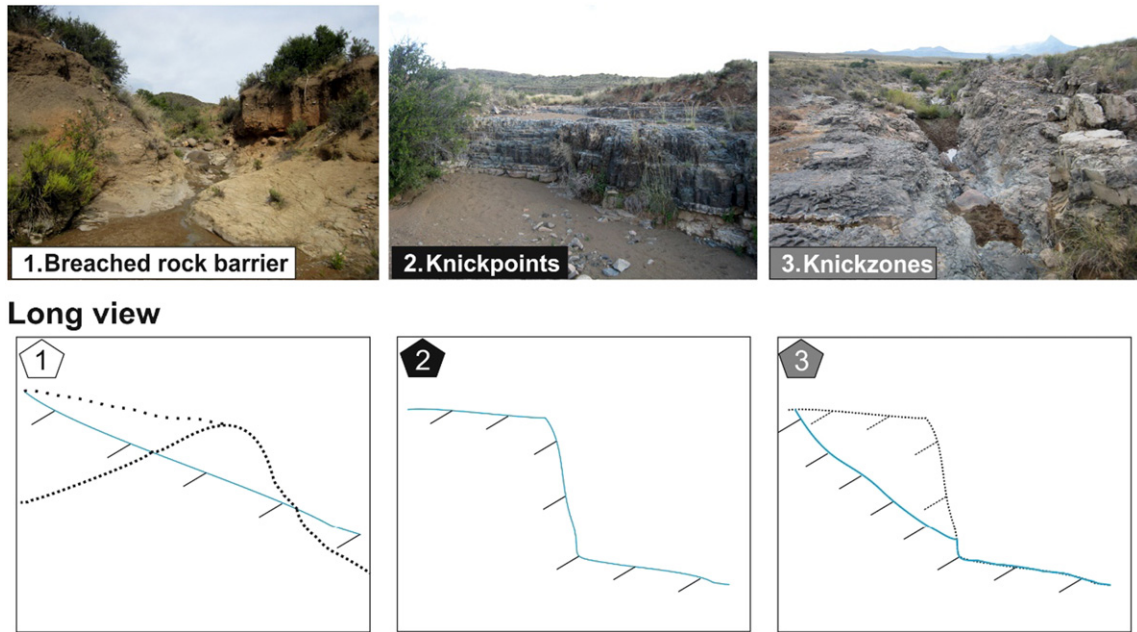 1.Breached rock barrier
2.Knickpoints
3.Knickzones
Long view
1
2
3